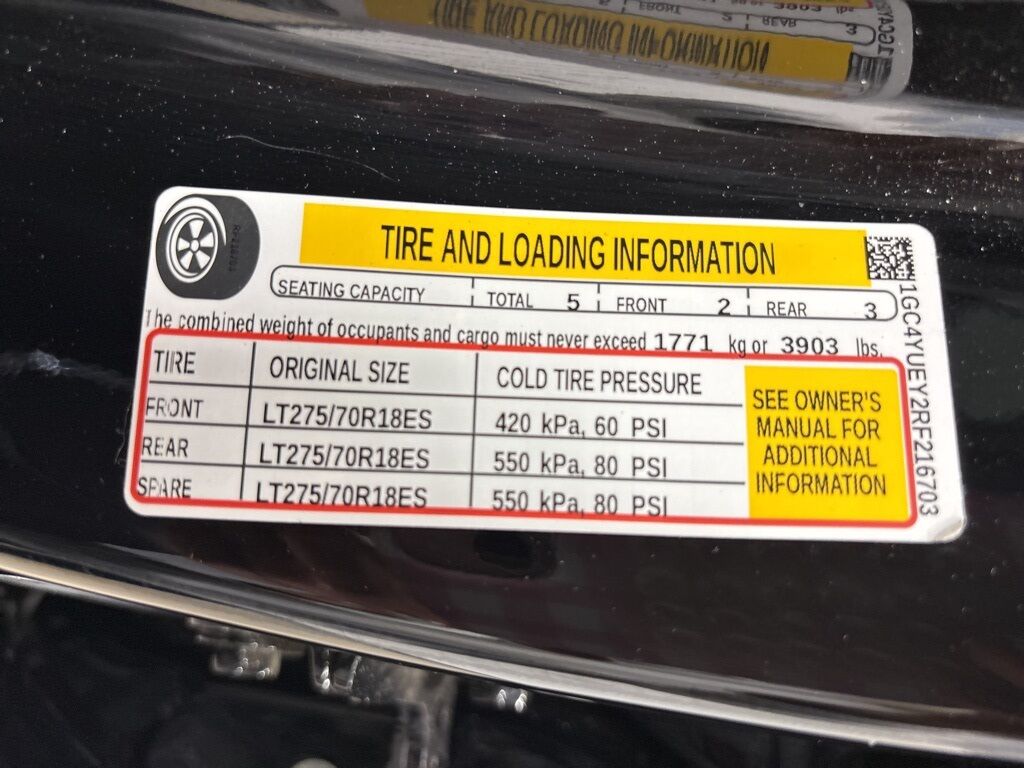 TIRE AND LOADING INFORMATION
SEATING CAPACITY TOTAL 5 FRONT 2 REAR 3
The combined weight of occupants and cargo must never exceed 1771 kg or 3903 lbs.
TIRE ORIGINAL SIZE COLD TIRE PRESSURE
FRONT LT275/70R18ES 420 kPa, 60 PSI
REAR LT275/70R18ES 550 kPa, 80 PSI
SPARE LT275/70R18ES 550 kPa, 80 PSI
SEE OWNER'S
MANUAL FOR
ADDITIONAL
INFORMATION
1GC4YUEY2RF216703
RF216703